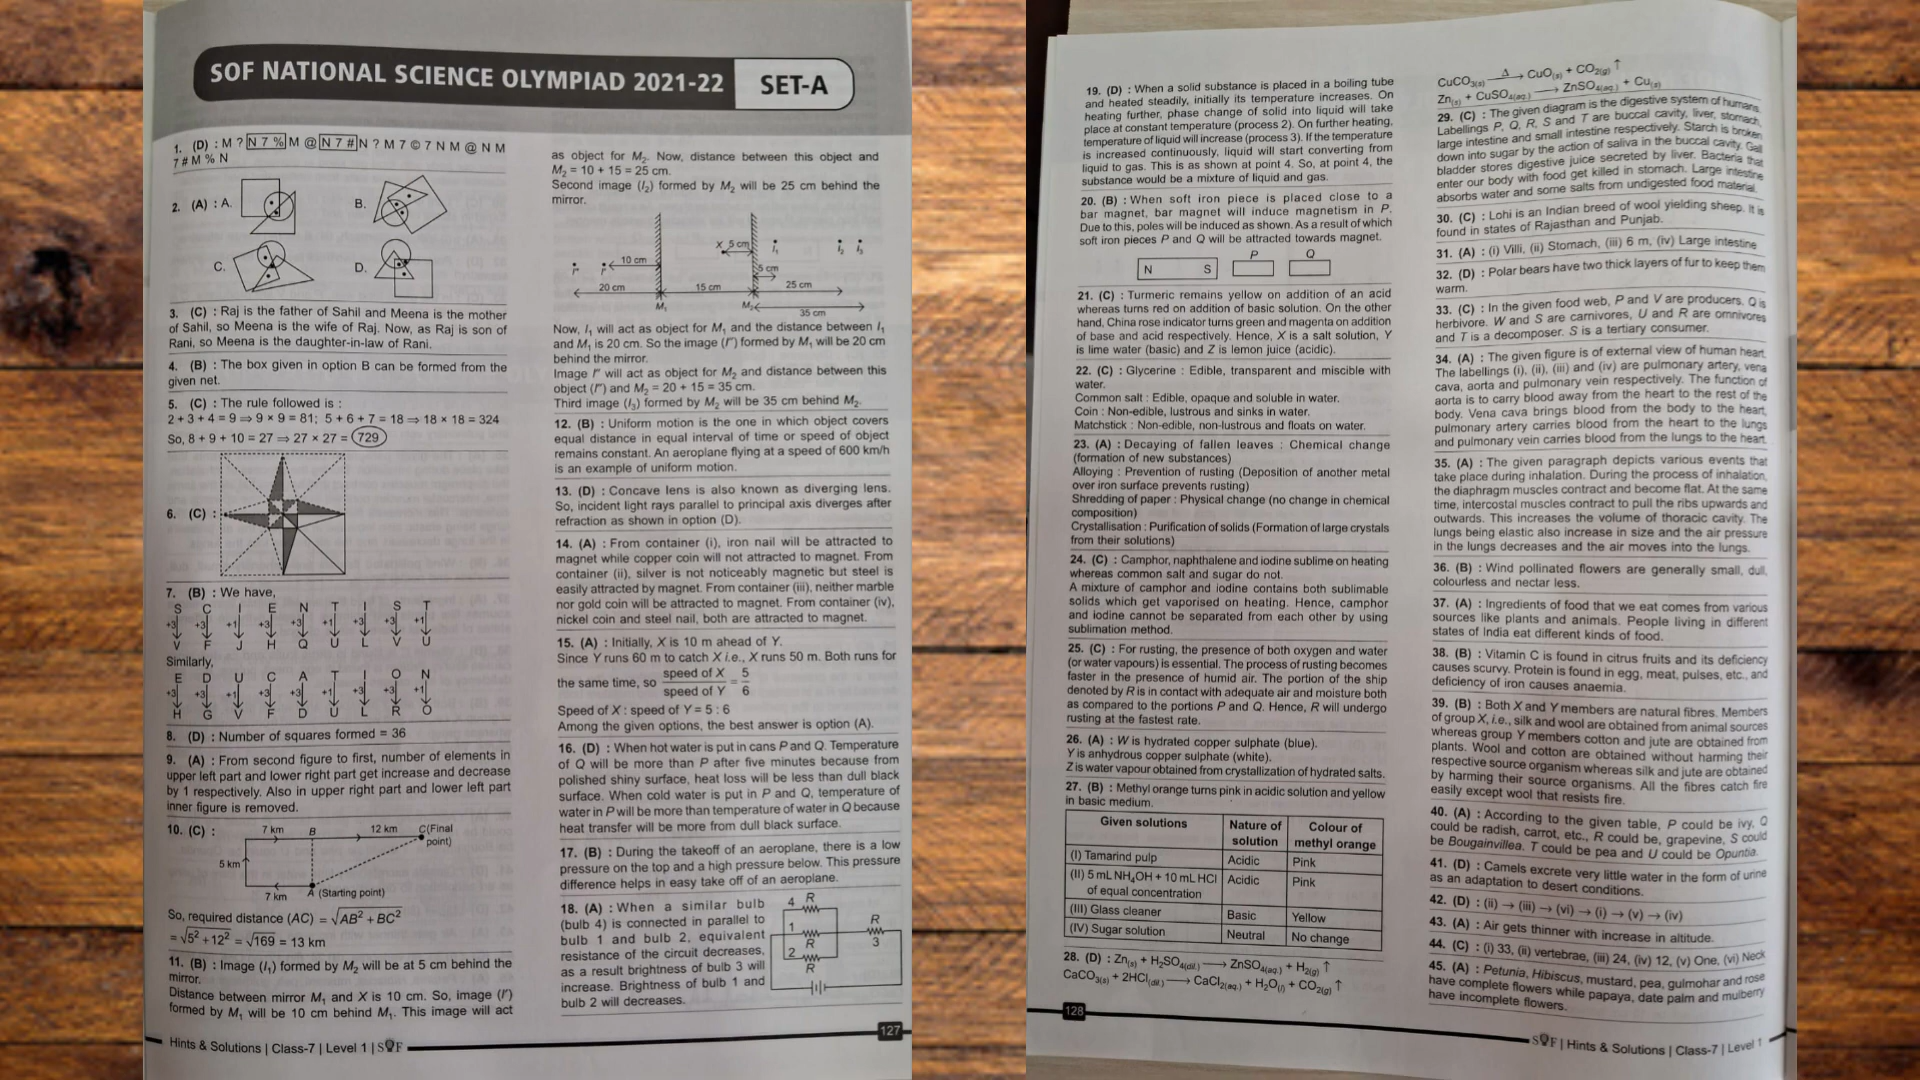 SOF NATIONAL SCIENCE OLYMPIAD 2021-22 SET-A
1. (D) : M ? N 7 % M @ N 7 # N ? M 7 © 7 N M @ N M
7 # M % N
2. (A) : A. B.
C. D.
3. (C) : Raj is the father of Sahil and Meena is the mother
of Sahil, so Meena is the wife of Raj. Now, as Raj is son of
Rani, so Meena is the daughter-in-law of Rani.
4. (B) : The box given in option B can be formed from the
given net.
5. (C) : The rule followed is :
2 + 3 + 4 = 9 ⇒ 9 × 9 = 81; 5 + 6 + 7 = 18 ⇒ 18 × 18 = 324
So, 8 + 9 + 10 = 27 ⇒ 27 × 27 = 729
6. (C) :
7. (B) : We have,
S C I E N T I S T
+3 +3 +1 +3 +3 +1 +3 +3 +1
V F J H Q U L V U
Similarly,
E D U C A T I O N
+3 +3 +1 +3 +3 +1 +3 +3 +1
H G V F D U L R O
8. (D) : Number of squares formed = 36
9. (A) : From second figure to first, number of elements in
upper left part and lower right part get increase and decrease
by 1 respectively. Also in upper right part and lower left part
inner figure is removed.
10. (C) :
7 km B 12 km C(Final
point)
5 km
7 km A (Starting point)
So, required distance (AC) = √AB² + BC²
= √5² + 12² = √169 = 13 km
11. (B) : Image (I₁) formed by M₂ will be at 5 cm behind the
mirror.
Distance between mirror M₁ and X is 10 cm. So, image (I′)
formed by M₁ will be 10 cm behind M₁. This image will act
as object for M₂. Now, distance between this object and
M₂ = 10 + 15 = 25 cm.
Second image (I₂) formed by M₂ will be 25 cm behind the
mirror.
X 5 cm I₁ I₂ I₃
I″ I′ 10 cm
5 cm
20 cm 15 cm 25 cm
M₁ M₂
35 cm
Now, I₁ will act as object for M₁ and the distance between I₁
and M₁ is 20 cm. So the image (I″) formed by M₁ will be 20 cm
behind the mirror.
Image I″ will act as object for M₂ and distance between this
object (I″) and M₂ = 20 + 15 = 35 cm.
Third image (I₃) formed by M₂ will be 35 cm behind M₂.
12. (B) : Uniform motion is the one in which object covers
equal distance in equal interval of time or speed of object
remains constant. An aeroplane flying at a speed of 600 km/h
is an example of uniform motion.
13. (D) : Concave lens is also known as diverging lens.
So, incident light rays parallel to principal axis diverges after
refraction as shown in option (D).
14. (A) : From container (i), iron nail will be attracted to
magnet while copper coin will not attracted to magnet. From
container (ii), silver is not noticeably magnetic but steel is
easily attracted by magnet. From container (iii), neither marble
nor gold coin will be attracted to magnet. From container (iv),
nickel coin and steel nail, both are attracted to magnet.
15. (A) : Initially, X is 10 m ahead of Y.
Since Y runs 60 m to catch X i.e., X runs 50 m. Both runs for
the same time, so speed of X / speed of Y = 5/6
Speed of X : speed of Y = 5 : 6
Among the given options, the best answer is option (A).
16. (D) : When hot water is put in cans P and Q. Temperature
of Q will be more than P after five minutes because from
polished shiny surface, heat loss will be less than dull black
surface. When cold water is put in P and Q, temperature of
water in P will be more than temperature of water in Q because
heat transfer will be more from dull black surface.
17. (B) : During the takeoff of an aeroplane, there is a low
pressure on the top and a high pressure below. This pressure
difference helps in easy take off of an aeroplane.
18. (A) : When a similar bulb
(bulb 4) is connected in parallel to
bulb 1 and bulb 2, equivalent
resistance of the circuit decreases,
as a result brightness of bulb 3 will
increase. Brightness of bulb 1 and
bulb 2 will decreases.
4 R
1 R
2 R
R 3
127
Hints & Solutions | Class-7 | Level 1 | SOF
19. (D) : When a solid substance is placed in a boiling tube
and heated steadily, initially its temperature increases. On
heating further, phase change of solid into liquid will take
place at constant temperature (process 2). On further heating,
temperature of liquid will increase (process 3). If the temperature
is increased continuously, liquid will start converting from
liquid to gas. This is as shown at point 4. So, at point 4, the
substance would be a mixture of liquid and gas.
20. (B) : When soft iron piece is placed close to a
bar magnet, bar magnet will induce magnetism in P.
Due to this, poles will be induced as shown. As a result of which
soft iron pieces P and Q will be attracted towards magnet.
N S P Q
21. (C) : Turmeric remains yellow on addition of an acid
whereas turns red on addition of basic solution. On the other
hand, China rose indicator turns green and magenta on addition
of base and acid respectively. Hence, X is a salt solution, Y
is lime water (basic) and Z is lemon juice (acidic).
22. (C) : Glycerine : Edible, transparent and miscible with
water.
Common salt : Edible, opaque and soluble in water.
Coin : Non-edible, lustrous and sinks in water.
Matchstick : Non-edible, non-lustrous and floats on water.
23. (A) : Decaying of fallen leaves : Chemical change
(formation of new substances)
Alloying : Prevention of rusting (Deposition of another metal
over iron surface prevents rusting)
Shredding of paper : Physical change (no change in chemical
composition)
Crystallisation : Purification of solids (Formation of large crystals
from their solutions)
24. (C) : Camphor, naphthalene and iodine sublime on heating
whereas common salt and sugar do not.
A mixture of camphor and iodine contains both sublimable
solids which get vaporised on heating. Hence, camphor
and iodine cannot be separated from each other by using
sublimation method.
25. (C) : For rusting, the presence of both oxygen and water
(or water vapours) is essential. The process of rusting becomes
faster in the presence of humid air. The portion of the ship
denoted by R is in contact with adequate air and moisture both
as compared to the portions P and Q. Hence, R will undergo
rusting at the fastest rate.
26. (A) : W is hydrated copper sulphate (blue).
Y is anhydrous copper sulphate (white).
Z is water vapour obtained from crystallization of hydrated salts.
27. (B) : Methyl orange turns pink in acidic solution and yellow
in basic medium.
Given solutions | Nature of solution | Colour of methyl orange
(I) Tamarind pulp | Acidic | Pink
(II) 5 mL NH₄OH + 10 mL HCl of equal concentration | Acidic | Pink
(III) Glass cleaner | Basic | Yellow
(IV) Sugar solution | Neutral | No change
28. (D) : Zn(s) + H₂SO₄(dil.) ⟶ ZnSO₄(aq.) + H₂(g) ↑
CaCO₃(s) + 2HCl(dil.) ⟶ CaCl₂(aq.) + H₂O(l) + CO₂(g) ↑
128
CuCO₃(s) Δ⟶ CuO(s) + CO₂(g) ↑
Zn(s) + CuSO₄(aq.) ⟶ ZnSO₄(aq.) + Cu(s)
29. (C) : The given diagram is the digestive system of humans.
Labellings P, Q, R, S and T are buccal cavity, liver, stomach,
large intestine and small intestine respectively. Starch is broken
down into sugar by the action of saliva in the buccal cavity. Gall
bladder stores digestive juice secreted by liver. Bacteria that
enter our body with food get killed in stomach. Large intestine
absorbs water and some salts from undigested food material.
30. (C) : Lohi is an Indian breed of wool yielding sheep. It is
found in states of Rajasthan and Punjab.
31. (A) : (i) Villi, (ii) Stomach, (iii) 6 m, (iv) Large intestine
32. (D) : Polar bears have two thick layers of fur to keep them
warm.
33. (C) : In the given food web, P and V are producers. Q is
herbivore. W and S are carnivores, U and R are omnivores
and T is a decomposer. S is a tertiary consumer.
34. (A) : The given figure is of external view of human heart.
The labellings (i), (ii), (iii) and (iv) are pulmonary artery, vena
cava, aorta and pulmonary vein respectively. The function of
aorta is to carry blood away from the heart to the rest of the
body. Vena cava brings blood from the body to the heart,
pulmonary artery carries blood from the heart to the lungs
and pulmonary vein carries blood from the lungs to the heart.
35. (A) : The given paragraph depicts various events that
take place during inhalation. During the process of inhalation,
the diaphragm muscles contract and become flat. At the same
time, intercostal muscles contract to pull the ribs upwards and
outwards. This increases the volume of thoracic cavity. The
lungs being elastic also increase in size and the air pressure
in the lungs decreases and the air moves into the lungs.
36. (B) : Wind pollinated flowers are generally small, dull,
colourless and nectar less.
37. (A) : Ingredients of food that we eat comes from various
sources like plants and animals. People living in different
states of India eat different kinds of food.
38. (B) : Vitamin C is found in citrus fruits and its deficiency
causes scurvy. Protein is found in egg, meat, pulses, etc., and
deficiency of iron causes anaemia.
39. (B) : Both X and Y members are natural fibres. Members
of group X, i.e., silk and wool are obtained from animal sources
whereas group Y members cotton and jute are obtained from
plants. Wool and cotton are obtained without harming their
respective source organism whereas silk and jute are obtained
by harming their source organisms. All the fibres catch fire
easily except wool that resists fire.
40. (A) : According to the given table, P could be ivy, Q
could be radish, carrot, etc., R could be, grapevine, S could
be Bougainvillea. T could be pea and U could be Opuntia.
41. (D) : Camels excrete very little water in the form of urine
as an adaptation to desert conditions.
42. (D) : (ii) → (iii) → (vi) → (i) → (v) → (iv)
43. (A) : Air gets thinner with increase in altitude.
44. (C) : (i) 33, (ii) vertebrae, (iii) 24, (iv) 12, (v) One, (vi) Neck
45. (A) : Petunia, Hibiscus, mustard, pea, gulmohar and rose
have complete flowers while papaya, date palm and mulberry
have incomplete flowers.
SOF | Hints & Solutions | Class-7 | Level 1